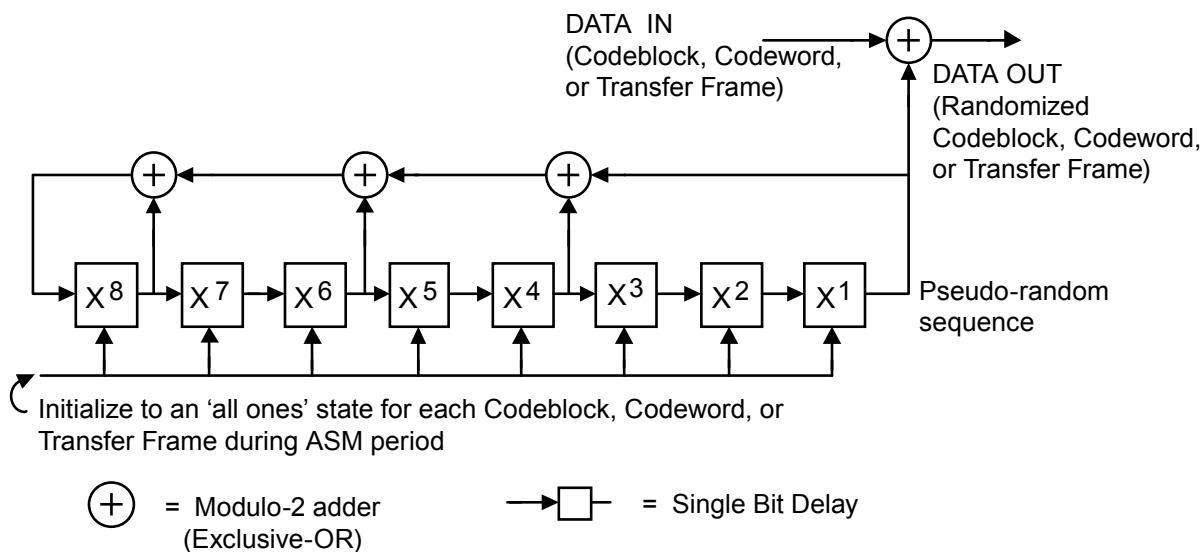 DATA IN
(Codeblock, Codeword,
or Transfer Frame)
DATA OUT
(Randomized
Codeblock, Codeword,
or Transfer Frame)
+
+
+
+
X⁸
X⁷
X⁶
X⁵
X⁴
X³
X²
X¹
Pseudo-random
sequence
Initialize to an ‘all ones’ state for each Codeblock, Codeword, or
Transfer Frame during ASM period
+ = Modulo-2 adder
(Exclusive-OR)
= Single Bit Delay